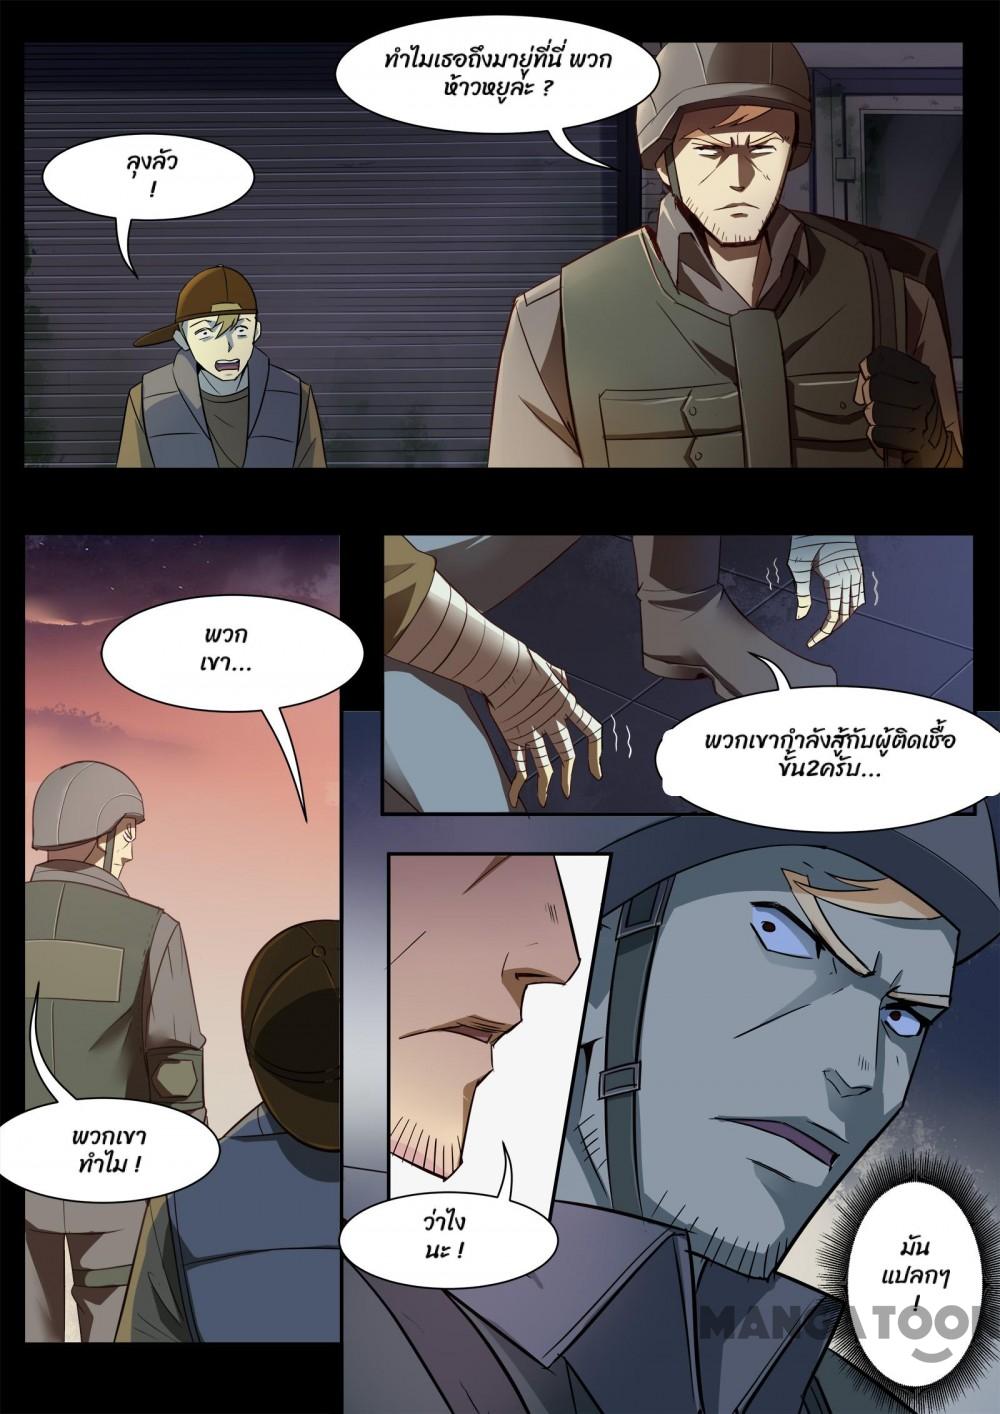 ทำไมเธอถึงมาอยู่ที่นี่ พวก
ห้าวหยูล่ะ ?
ลุงลัว
!
พวก
เขา...
พวกเขากำลังสู้กับผู้ติดเชื้อ
ขั้น2ครับ...
พวกเขา
ทำไม !
ว่าไง
นะ !
มัน
แปลกๆ
!
MANGATOON